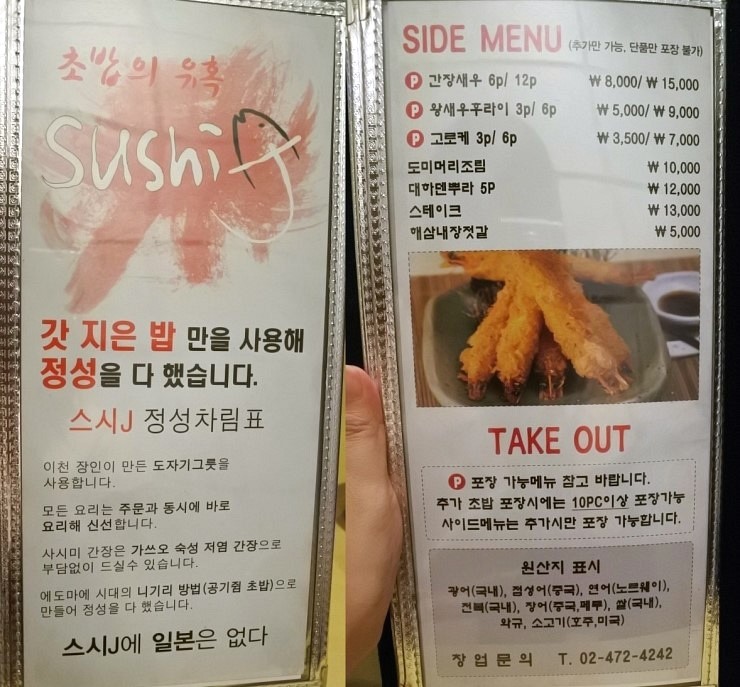 초밥의 유혹
Sushi J
갓 지은 밥 만을 사용해
정성을 다 했습니다.
스시J 정성차림표
이천 장인이 만든 도자기그릇을
사용합니다.
모든 요리는 주문과 동시에 바로
요리해 신선합니다.
사시미 간장은 가쓰오 숙성 저염 간장으로
부담없이 드실수 있습니다.
에도마에 시대의 니기리 방법(공기쥠 초밥)으로
만들어 정성을 다 했습니다.
스시J에 일본은 없다
SIDE MENU (추가만 가능, 단품만 포장 불가)
P 간장새우 6p/ 12p ₩ 8,000/ ₩ 15,000
P 왕새우후라이 3p/ 6p ₩ 5,000/ ₩ 9,000
P 고로케 3p/ 6p ₩ 3,500/ ₩ 7,000
도미머리조림 ₩ 10,000
대하덴뿌라 5P ₩ 12,000
스테이크 ₩ 13,000
해삼내장젓갈 ₩ 5,000
TAKE OUT
P 포장 가능메뉴 참고 바랍니다.
추가 초밥 포장시에는 10PC이상 포장가능
사이드메뉴는 추가시만 포장 가능합니다.
원산지 표시
광어(국내), 점성어(중국), 연어(노르웨이),
전복(국내), 장어(중국,페루), 쌀(국내),
와규, 소고기(호주,미국)
창업문의 T. 02-472-4242